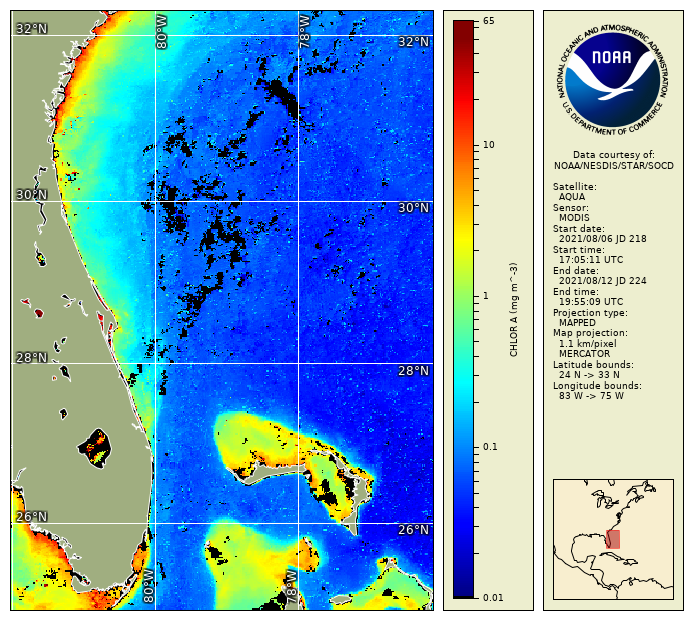 32°N
80°W
78°W
32°N
30°N
30°N
28°N
28°N
26°N
26°N
80°W
78°W
65
10
1
0.1
0.01
CHLOR A (mg m^-3)
NATIONAL OCEANIC AND ATMOSPHERIC ADMINISTRATION
NOAA
U.S. DEPARTMENT OF COMMERCE
Data courtesy of:
NOAA/NESDIS/STAR/SOCD
Satellite:
AQUA
Sensor:
MODIS
Start date:
2021/08/06 JD 218
Start time:
17:05:11 UTC
End date:
2021/08/12 JD 224
End time:
19:55:09 UTC
Projection type:
MAPPED
Map projection:
1.1 km/pixel
MERCATOR
Latitude bounds:
24 N -> 33 N
Longitude bounds:
83 W -> 75 W